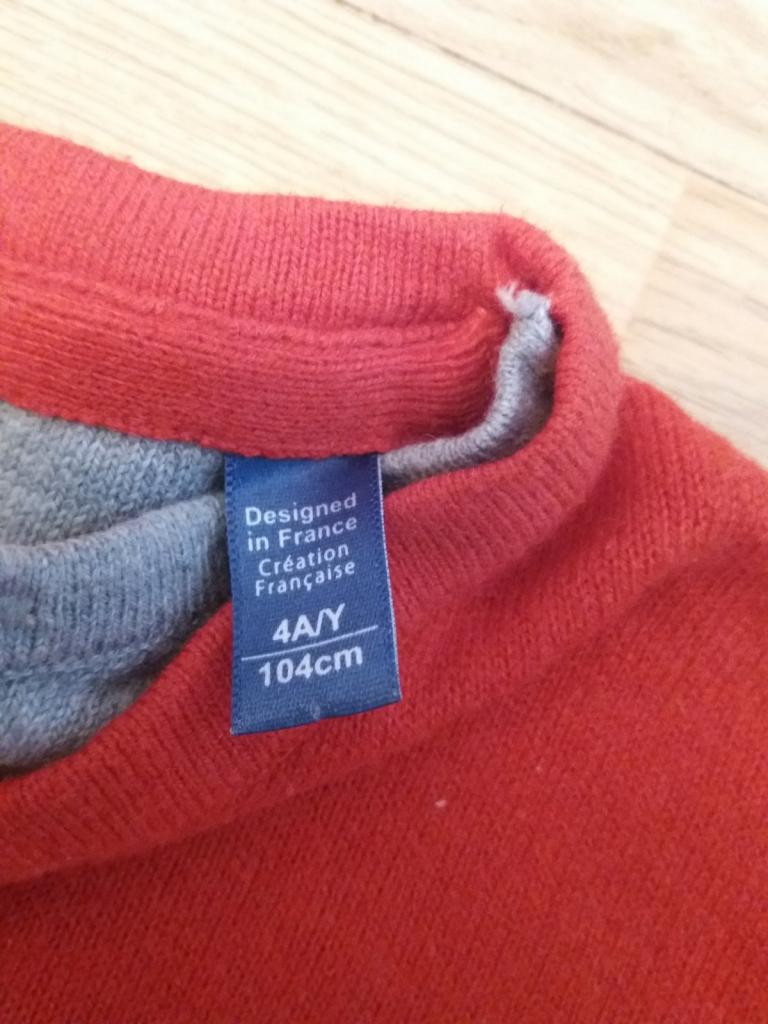 Designed
in France
Création
Française
4A/Y
104cm